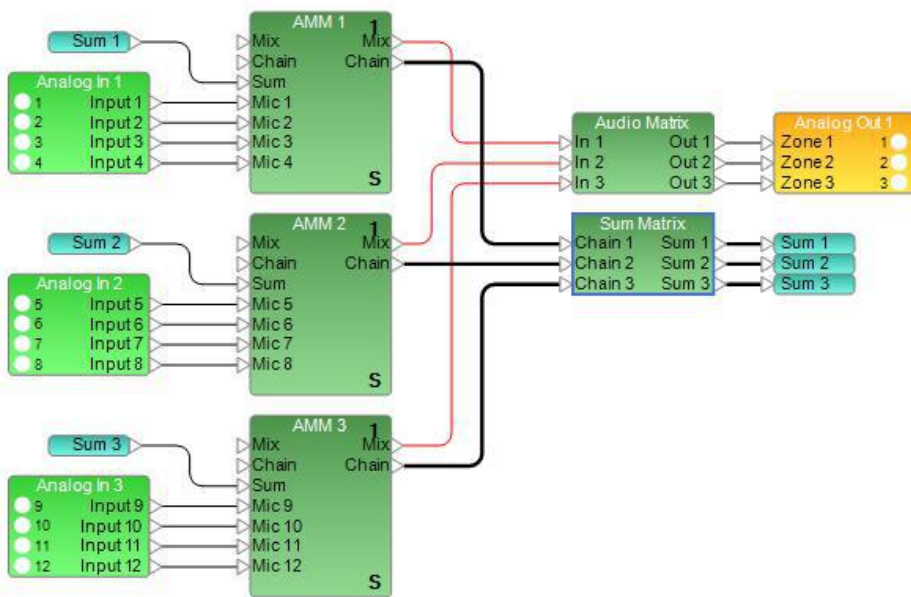 AMM 1
1
Sum 1
Mix Mix
Chain Chain
Sum
Analog In 1
1 Input 1 Mic 1
2 Input 2 Mic 2
3 Input 3 Mic 3
4 Input 4 Mic 4
S
Audio Matrix
In 1 Out 1
In 2 Out 2
In 3 Out 3
Analog Out 1
Zone 1 1
Zone 2 2
Zone 3 3
AMM 2
1
Sum 2
Mix Mix
Chain Chain
Sum
Analog In 2
5 Input 5 Mic 5
6 Input 6 Mic 6
7 Input 7 Mic 7
8 Input 8 Mic 8
S
Sum Matrix
Chain 1 Sum 1
Chain 2 Sum 2
Chain 3 Sum 3
Sum 1
Sum 2
Sum 3
AMM 3
1
Sum 3
Mix Mix
Chain Chain
Sum
Analog In 3
9 Input 9 Mic 9
10 Input 10 Mic 10
11 Input 11 Mic 11
12 Input 12 Mic 12
S